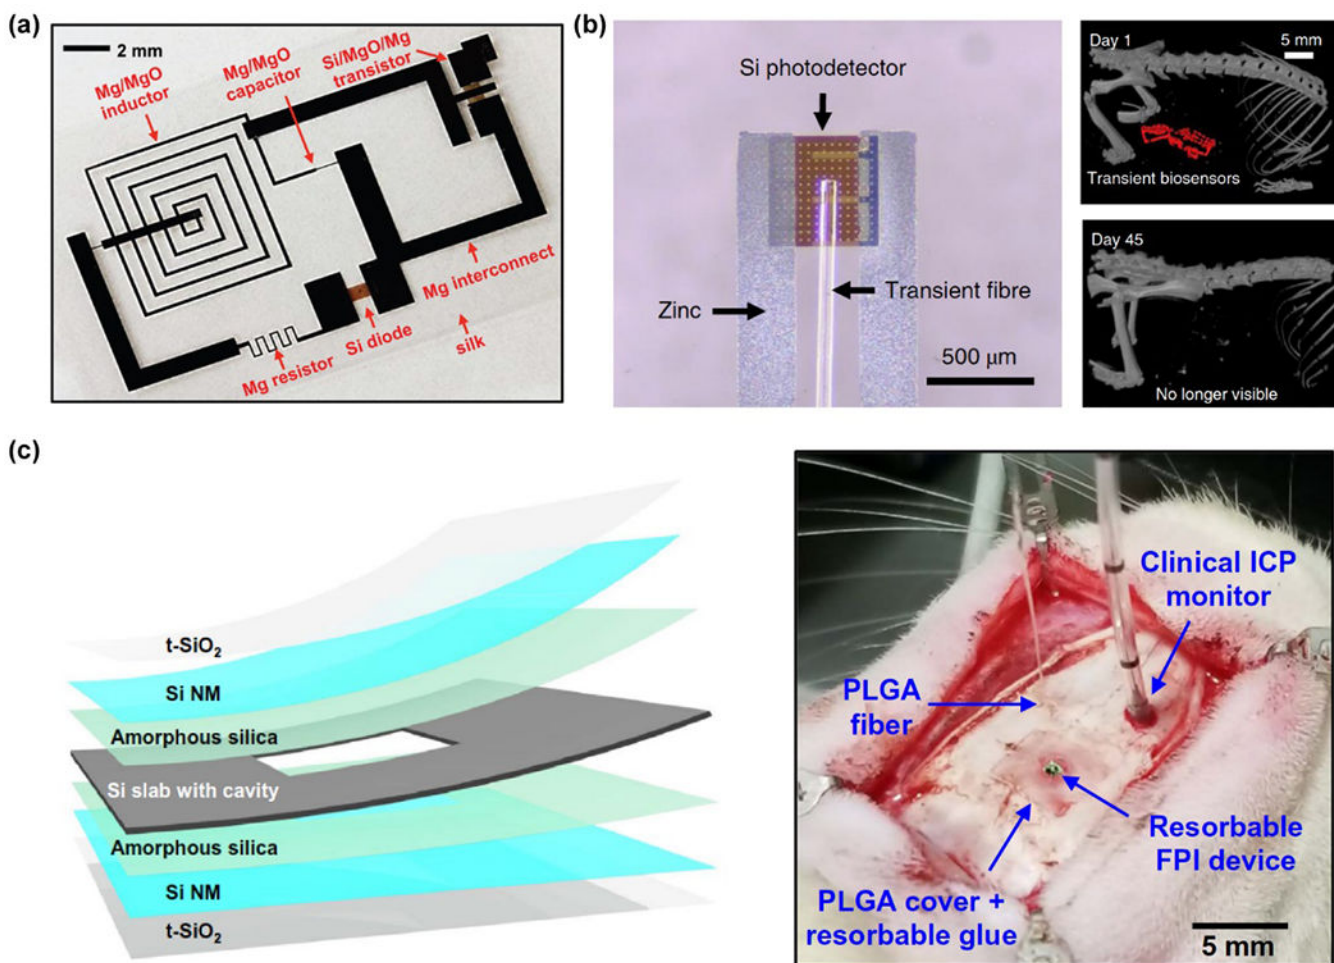 (a)
2 mm
Mg/MgO
inductor
Mg/MgO
capacitor
Si/MgO/Mg
transistor
Mg interconnect
silk
Si diode
Mg resistor
(b)
Si photodetector
Zinc
Transient fibre
500 μm
Day 1
5 mm
Transient biosensors
Day 45
No longer visible
(c)
t-SiO₂
Si NM
Amorphous silica
Si slab with cavity
Amorphous silica
Si NM
t-SiO₂
Clinical ICP
monitor
PLGA
fiber
Resorbable
FPI device
PLGA cover +
resorbable glue
5 mm